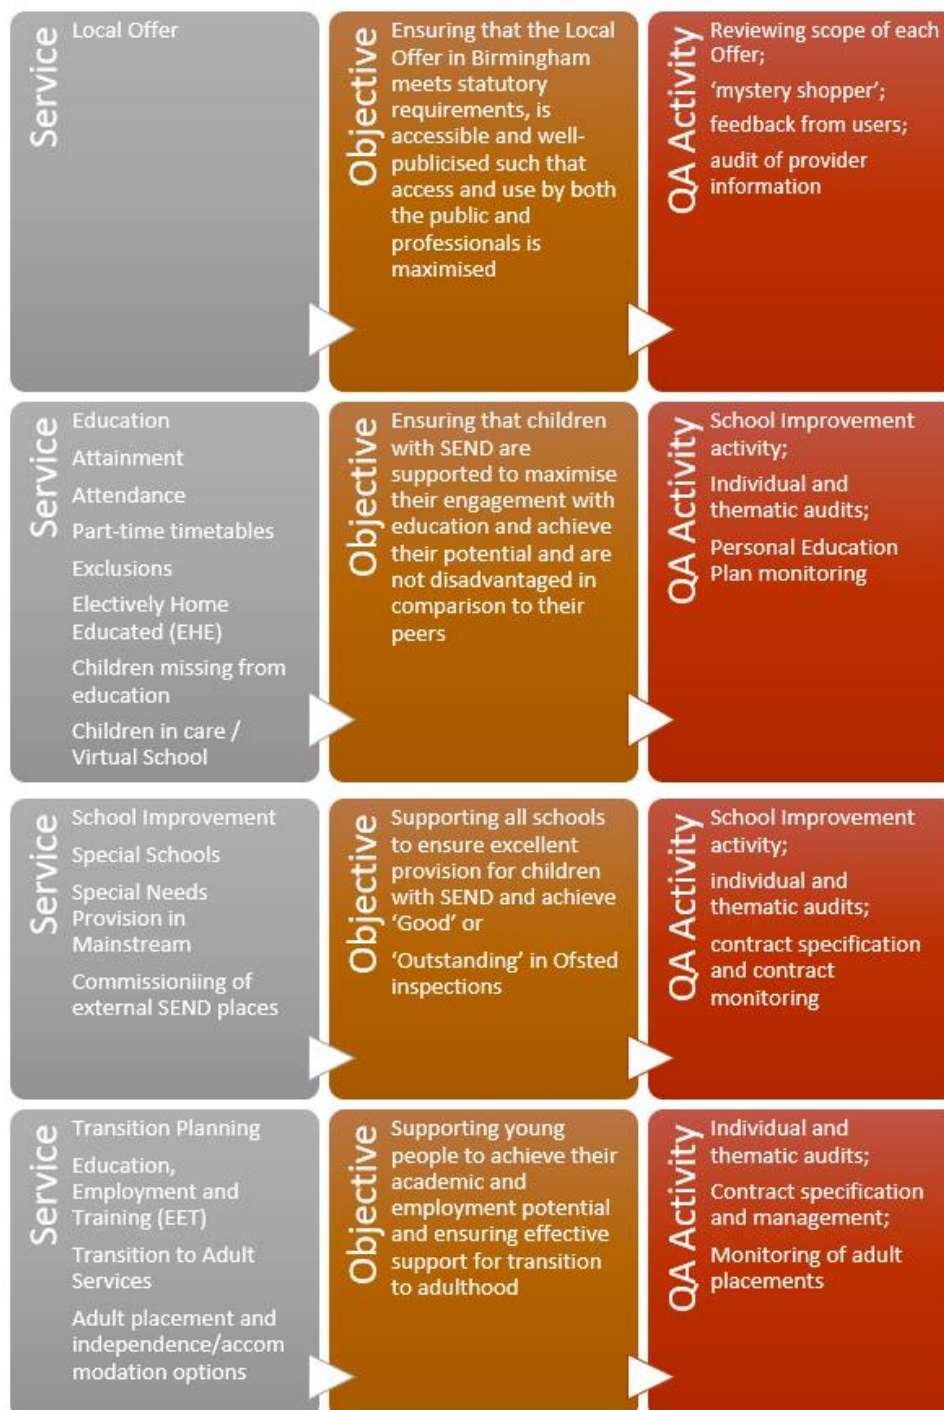 Service
Local Offer
Objective
Ensuring that the Local
Offer in Birmingham
meets statutory
requirements, is
accessible and well-
publicised such that
access and use by both
the public and
professionals is
maximised
QA Activity
Reviewing scope of each
Offer;
‘mystery shopper’;
feedback from users;
audit of provider
information
Service
Education
Attainment
Attendance
Part-time timetables
Exclusions
Electively Home
Educated (EHE)
Children missing from
education
Children in care /
Virtual School
Objective
Ensuring that children
with SEND are
supported to maximise
their engagement with
education and achieve
their potential and are
not disadvantaged in
comparison to their
peers
QA Activity
School Improvement
activity;
Individual and
thematic audits;
Personal Education
Plan monitoring
Service
School Improvement
Special Schools
Special Needs
Provision in
Mainstream
Commissioniing of
external SEND places
Objective
Supporting all schools
to ensure excellent
provision for children
with SEND and achieve
‘Good’ or
‘Outstanding’ in Ofsted
inspections
QA Activity
School Improvement
activity;
individual and
thematic audits;
contract specification
and contract
monitoring
Service
Transition Planning
Education,
Employment and
Training (EET)
Transition to Adult
Services
Adult placement and
independence/accom
modation options
Objective
Supporting young
people to achieve their
academic and
employment potential
and ensuring effective
support for transition
to adulthood
QA Activity
Individual and
thematic audits;
Contract specification
and management;
Monitoring of adult
placements